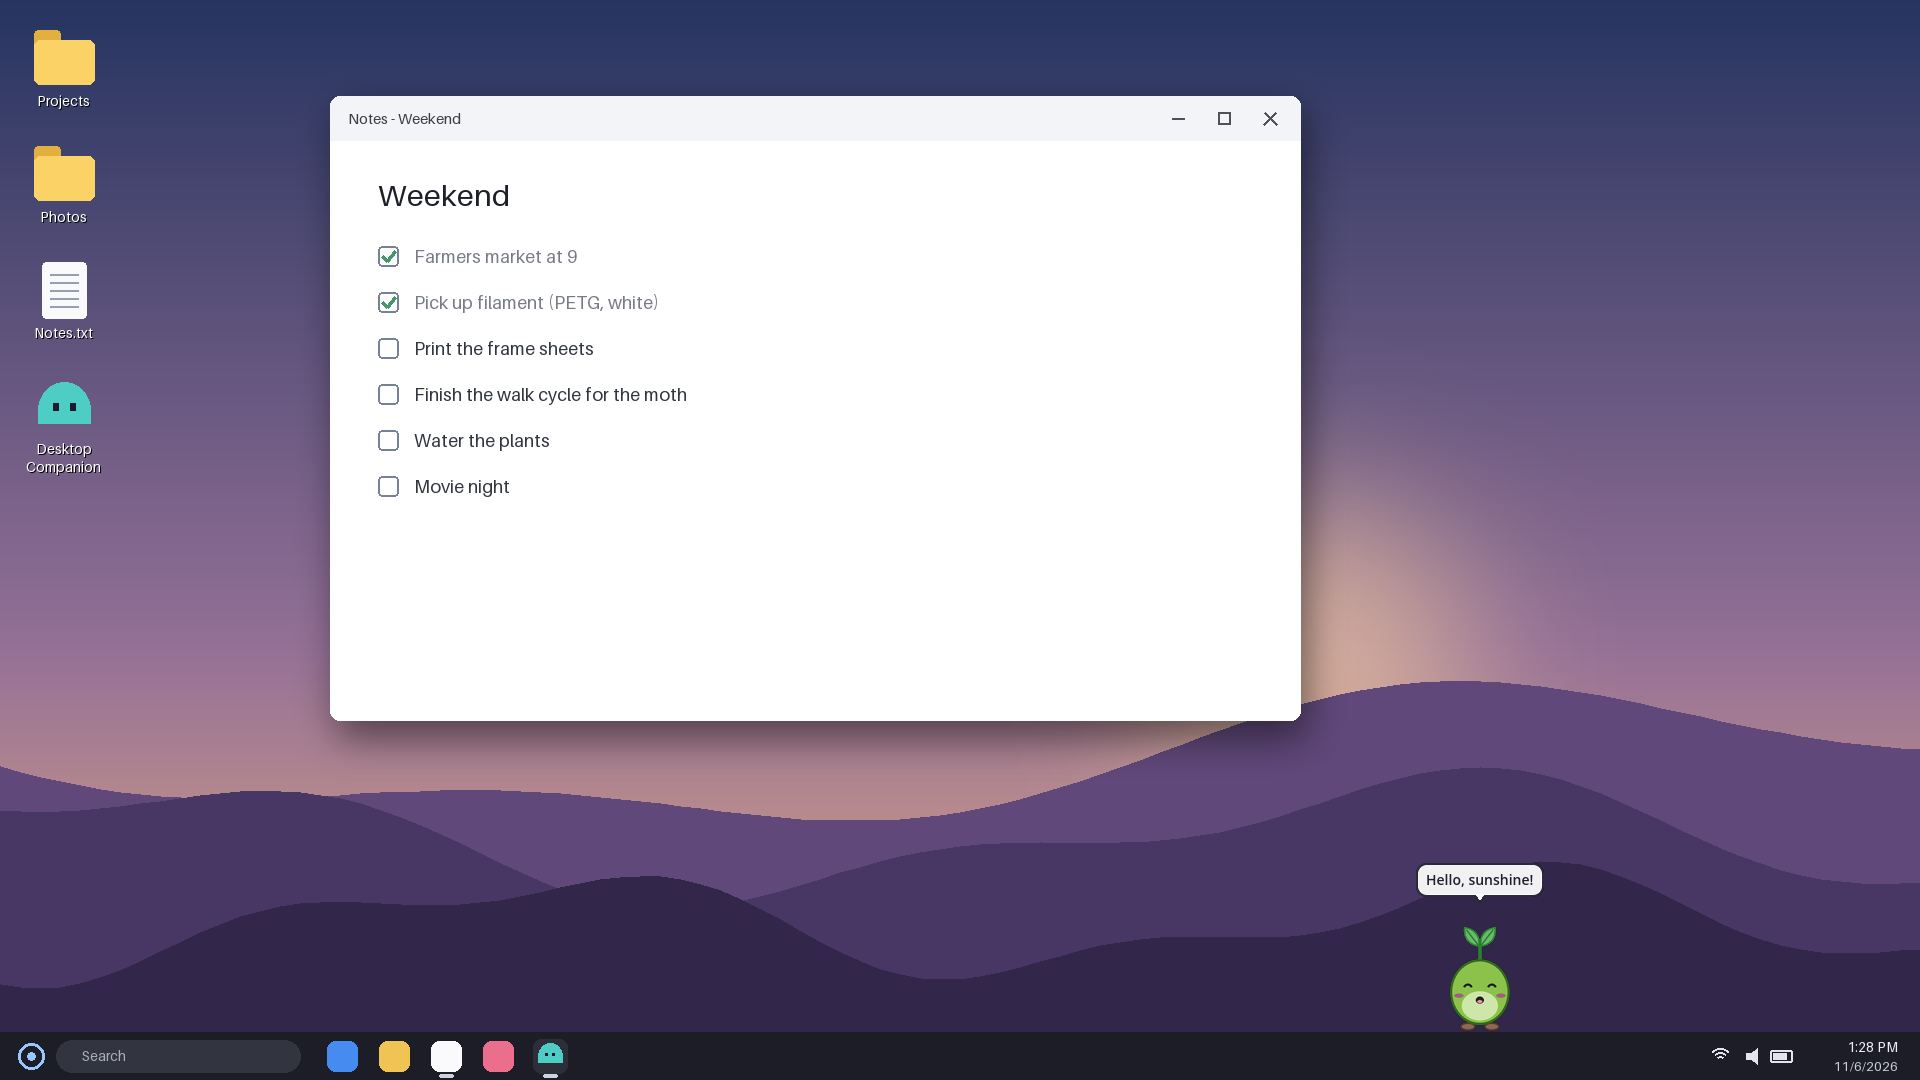 Projects
Photos
Notes.txt
Desktop
Companion
Notes - Weekend
Weekend
Farmers market at 9
Pick up filament (PETG, white)
Print the frame sheets
Finish the walk cycle for the moth
Water the plants
Movie night
Hello, sunshine!
Search
1:28 PM
11/6/2026